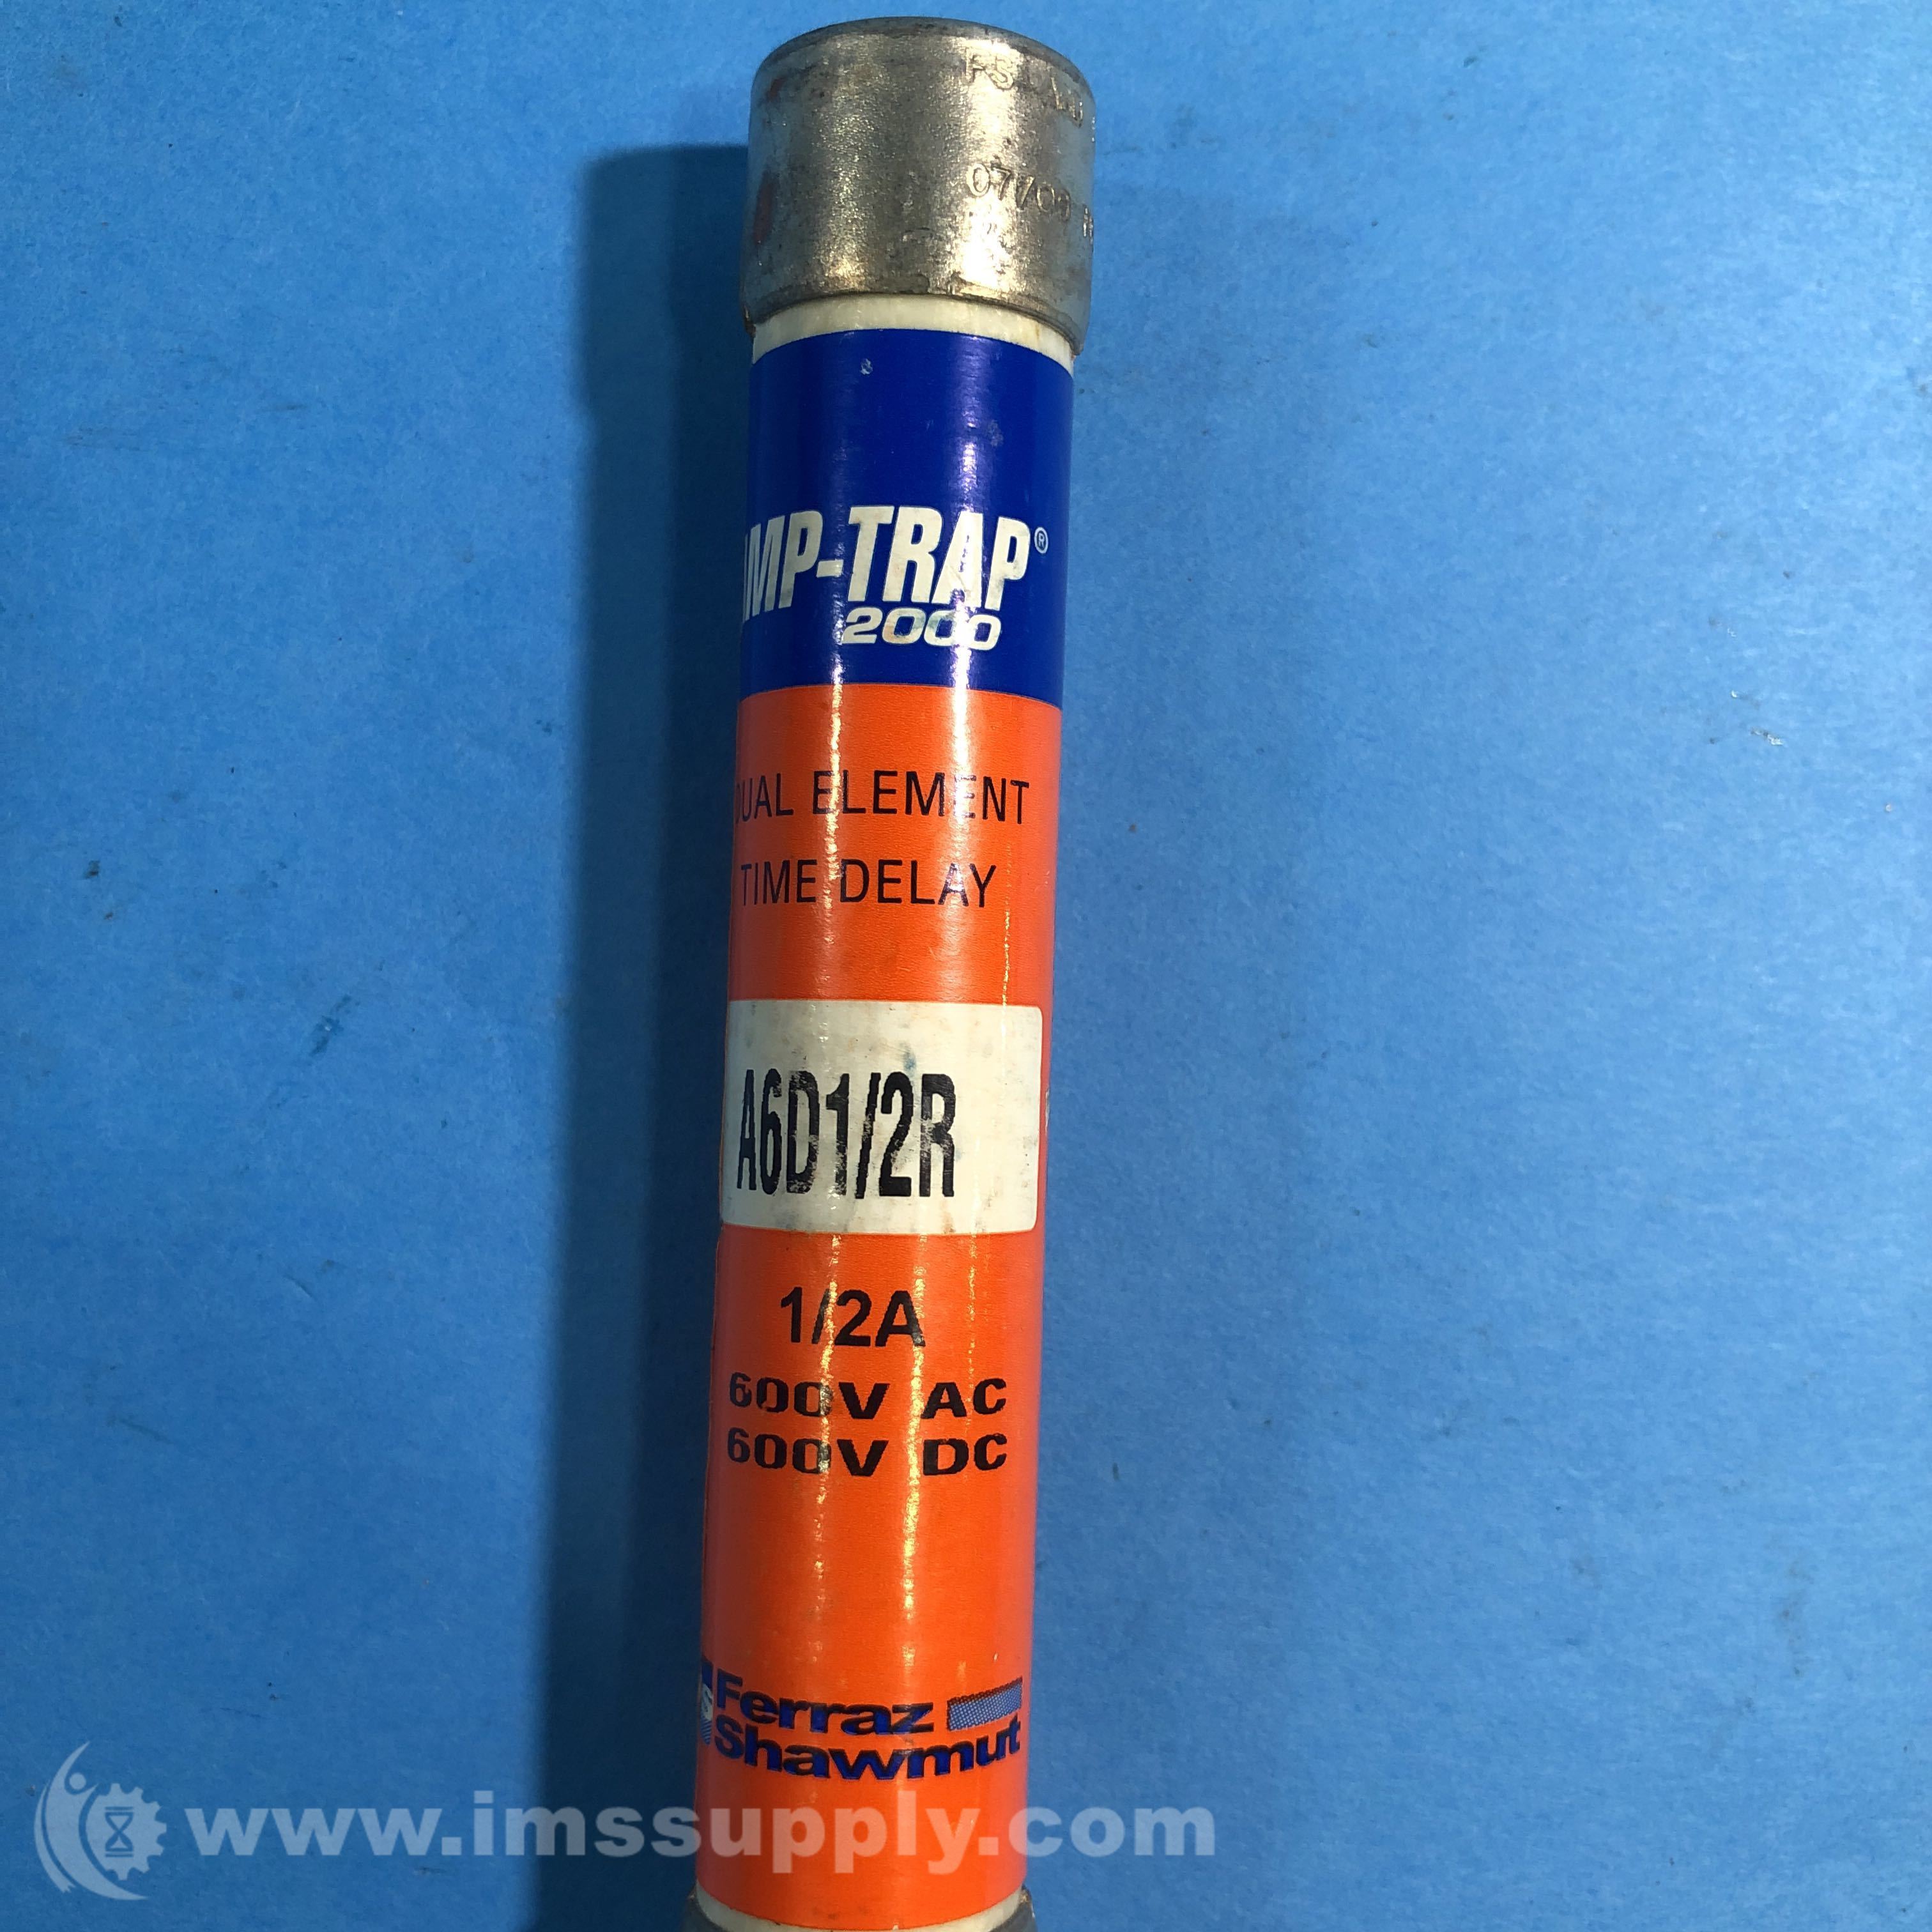 MP-TRAP®
2000
DUAL ELEMENT
TIME DELAY
A6D1/2R
1/2A
600V AC
600V DC
Ferraz
Shawmut
www.imssupply.com